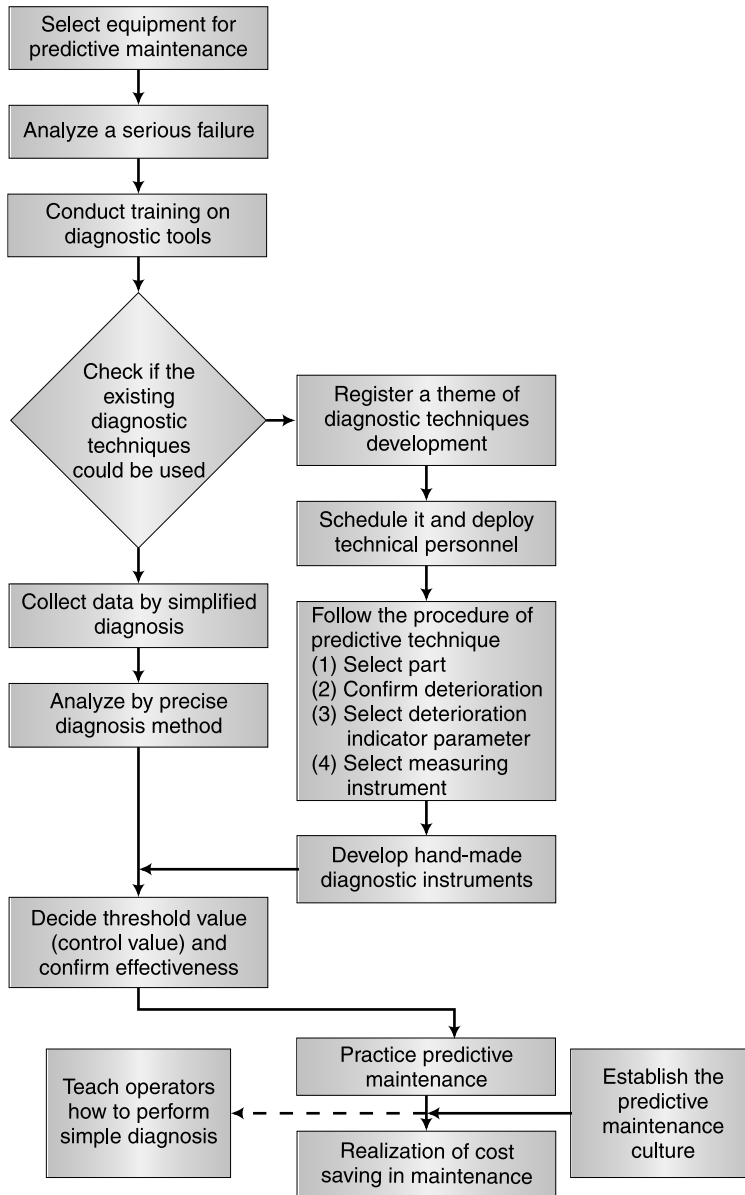 Select equipment for
predictive maintenance
Analyze a serious failure
Conduct training on
diagnostic tools
Check if the
existing
diagnostic
techniques
could be used
Register a theme of
diagnostic techniques
development
Schedule it and deploy
technical personnel
Collect data by simplified
diagnosis
Analyze by precise
diagnosis method
Follow the procedure of
predictive technique
(1) Select part
(2) Confirm deterioration
(3) Select deterioration
indicator parameter
(4) Select measuring
instrument
Develop hand-made
diagnostic instruments
Decide threshold value
(control value) and
confirm effectiveness
Practice predictive
maintenance
Teach operators
how to perform
simple diagnosis
Establish the
predictive
maintenance
culture
Realization of cost
saving in maintenance